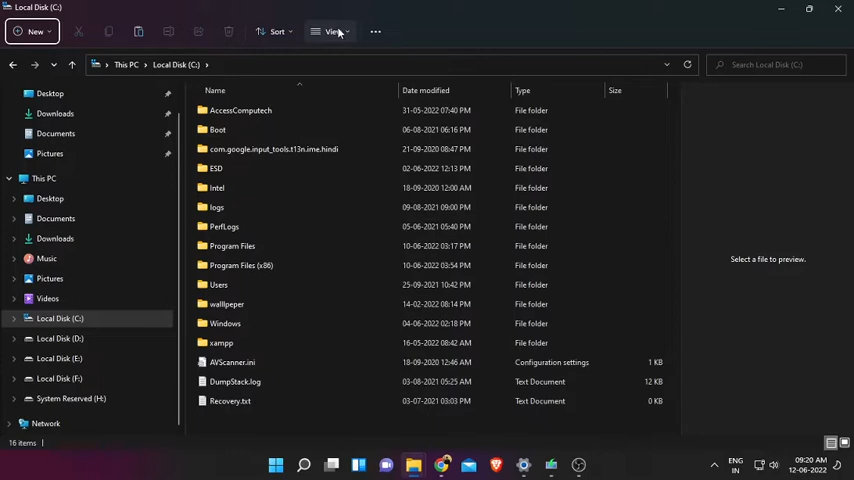 Local Disk (C:)
New
Sort
View
This PC > Local Disk (C:) >
Search Local Disk (C:)
Name Date modified Type Size
Desktop
Downloads
Documents
Pictures
This PC
Desktop
Documents
Downloads
Music
Pictures
Videos
Local Disk (C:)
Local Disk (D:)
Local Disk (E:)
Local Disk (F:)
System Reserved (H:)
Network
AccessComputech 31-05-2022 07:40 PM File folder
Boot 06-08-2021 06:16 PM File folder
com.google.input_tools.t13n.ime.hindi 21-09-2020 08:47 PM File folder
ESD 02-06-2022 12:13 PM File folder
Intel 18-09-2020 12:00 AM File folder
logs 09-08-2021 09:00 PM File folder
PerfLogs 05-06-2021 05:40 PM File folder
Program Files 10-06-2022 03:17 PM File folder
Program Files (x86) 10-06-2022 03:54 PM File folder
Users 25-09-2021 10:42 PM File folder
walllpeper 14-02-2022 08:14 PM File folder
Windows 04-06-2022 02:18 PM File folder
xampp 16-05-2022 08:42 AM File folder
AVScanner.ini 18-09-2020 12:46 AM Configuration settings 1 KB
DumpStack.log 03-08-2021 05:25 AM Text Document 12 KB
Recovery.txt 03-07-2021 03:03 PM Text Document 0 KB
Select a file to preview.
16 items
ENG
IN
09:20 AM
12-06-2022